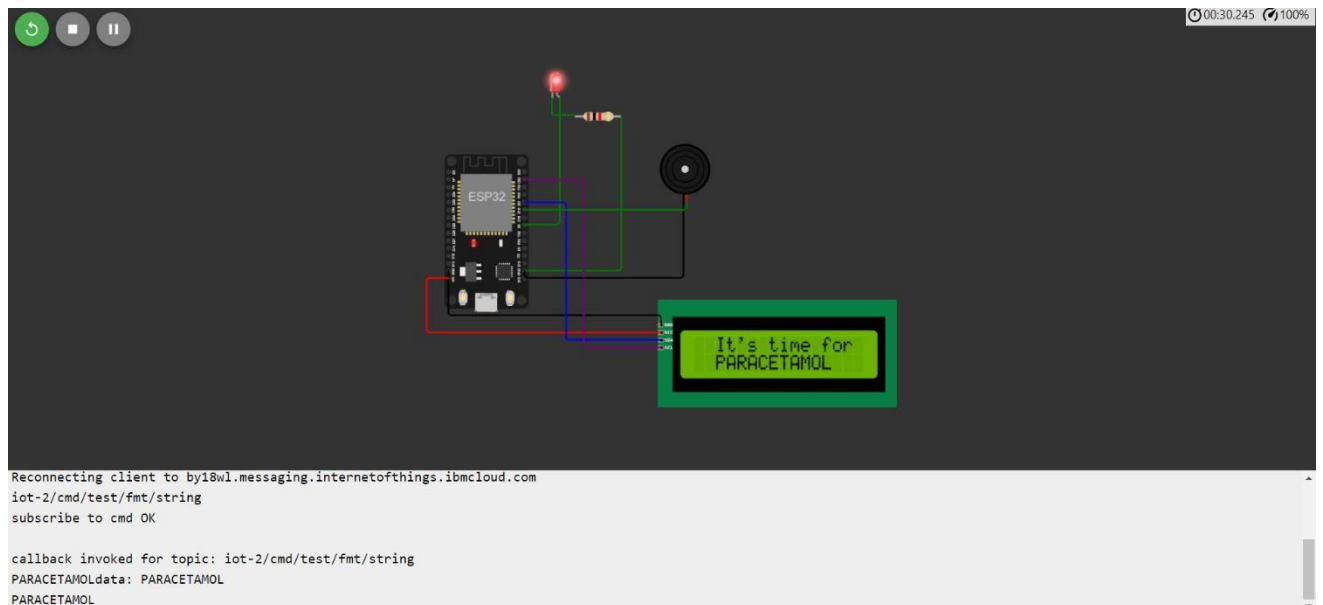 00:30.245 100%
ESP32
It's time for
PARACETAMOL
Reconnecting client to by18wl.messaging.internetofthings.ibmcloud.com
iot-2/cmd/test/fmt/string
subscribe to cmd OK
callback invoked for topic: iot-2/cmd/test/fmt/string
PARACETAMOLdata: PARACETAMOL
PARACETAMOL